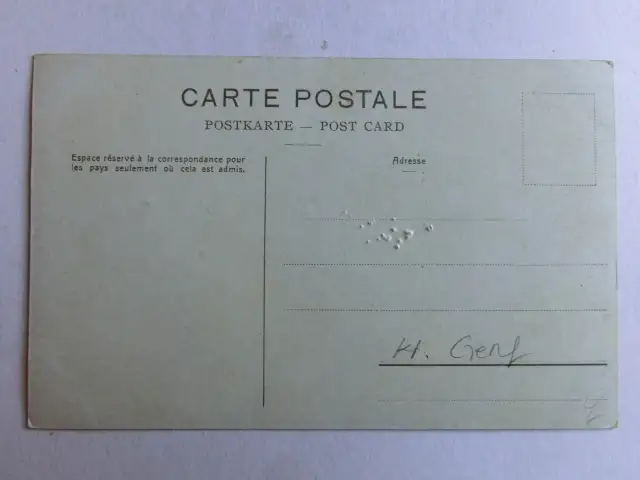 CARTE POSTALE
POSTKARTE — POST CARD
Espace réservé à la correspondance pour
les pays seulement où cela est admis.
Adresse
Kt. Genf